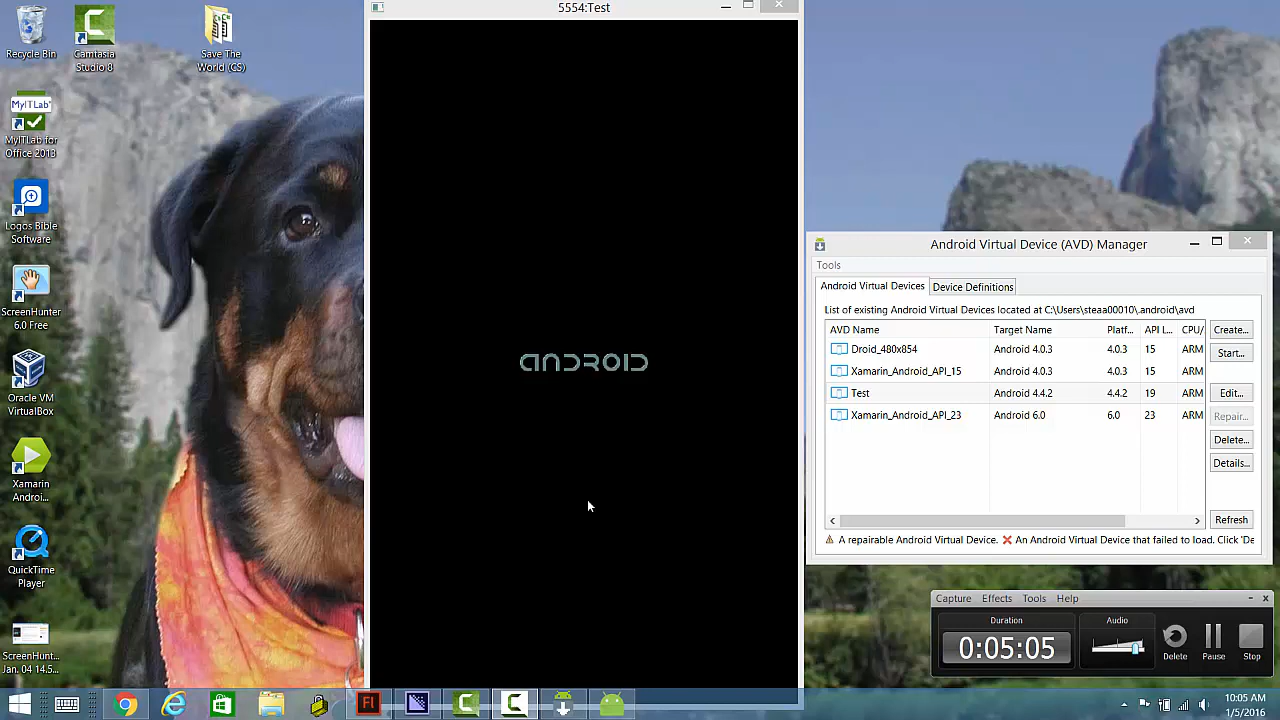 Recycle Bin
Camtasia
Studio 8
Save The
World (CS)
MyITLab
MyITLab for
Office 2013
Logos Bible
Software
ScreenHunter
6.0 Free
Oracle VM
VirtualBox
Xamarin
Androi...
QuickTime
Player
ScreenHunt...
Jan, 04 14.5...
5554:Test
ANDROID
Android Virtual Device (AVD) Manager
Tools
Android Virtual Devices
Device Definitions
List of existing Android Virtual Devices located at C:\Users\steaa00010\.android\avd
AVD Name Target Name Platf... API l... CPU/
Droid_480x854 Android 4.0.3 4.0.3 15 ARM
Xamarin_Android_API_15 Android 4.0.3 4.0.3 15 ARM
Test Android 4.4.2 4.4.2 19 ARM
Xamarin_Android_API_23 Android 6.0 6.0 23 ARM
Create...
Start...
Edit...
Repair...
Delete...
Details...
Refresh
A repairable Android Virtual Device. An Android Virtual Device that failed to load. Click 'De
Capture Effects Tools Help
Duration
0:05:05
Audio
Delete
Pause
Stop
Fl
10:05 AM
1/5/2016